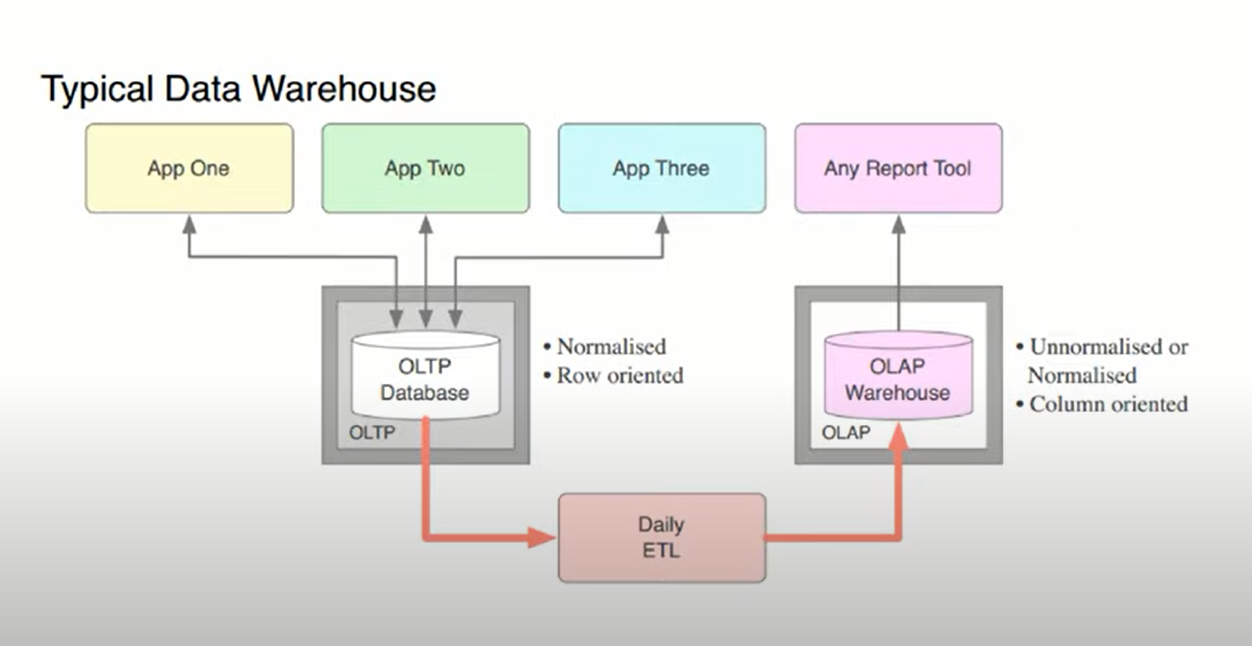 Typical Data Warehouse
App One
App Two
App Three
Any Report Tool
OLTP
Database
OLTP
• Normalised
• Row oriented
OLAP
Warehouse
OLAP
• Unnormalised or
Normalised
• Column oriented
Daily
ETL